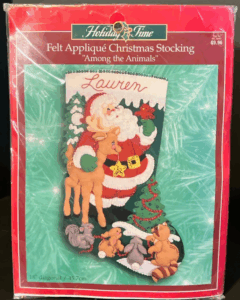 Holiday Time
Felt Appliqué Christmas Stocking
"Among the Animals"
Lauren